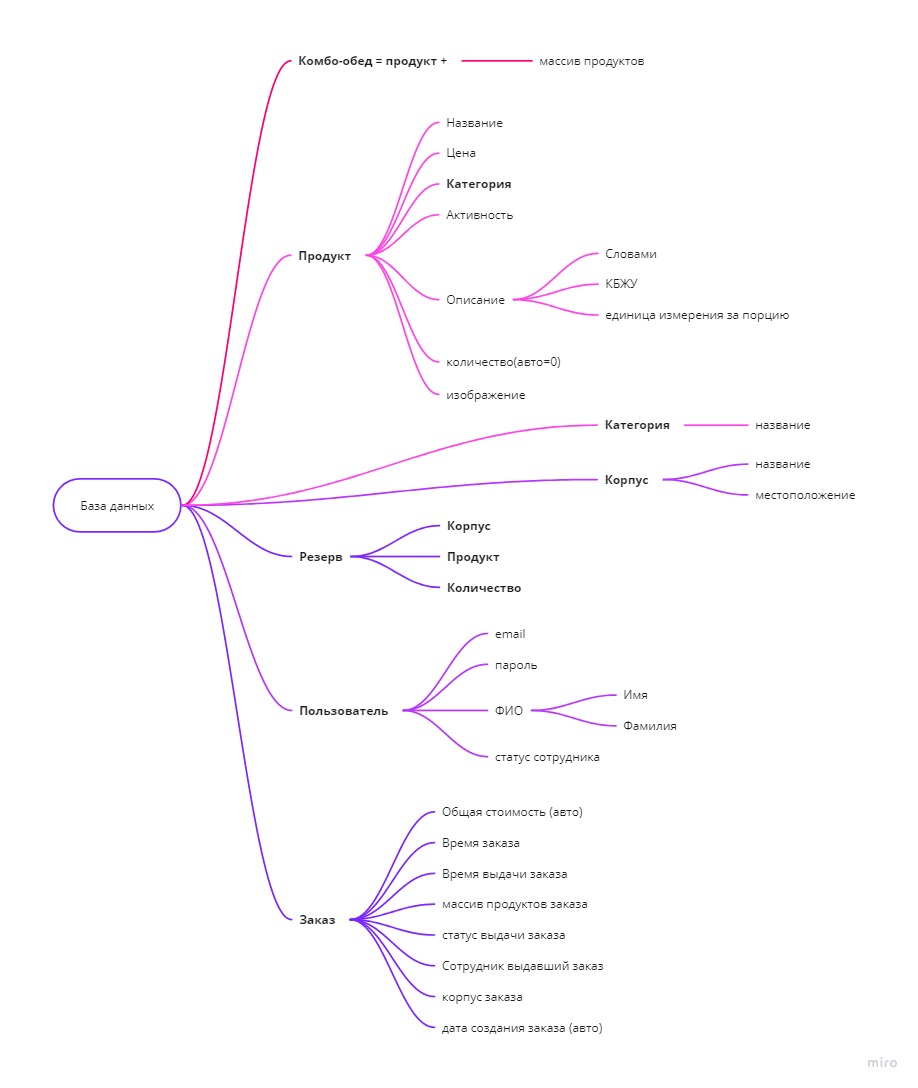 Комбо-обед = продукт +
массив продуктов
Название
Цена
Категория
Активность
Продукт
Описание
Словами
КБЖУ
единица измерения за порцию
количество(авто=0)
изображение
Категория
название
Корпус
название
местоположение
База данных
Резерв
Корпус
Продукт
Количество
email
пароль
Пользователь
ФИО
Имя
Фамилия
статус сотрудника
Общая стоимость (авто)
Время заказа
Время выдачи заказа
массив продуктов заказа
Заказ
статус выдачи заказа
Сотрудник выдавший заказ
корпус заказа
дата создания заказа (авто)
miro